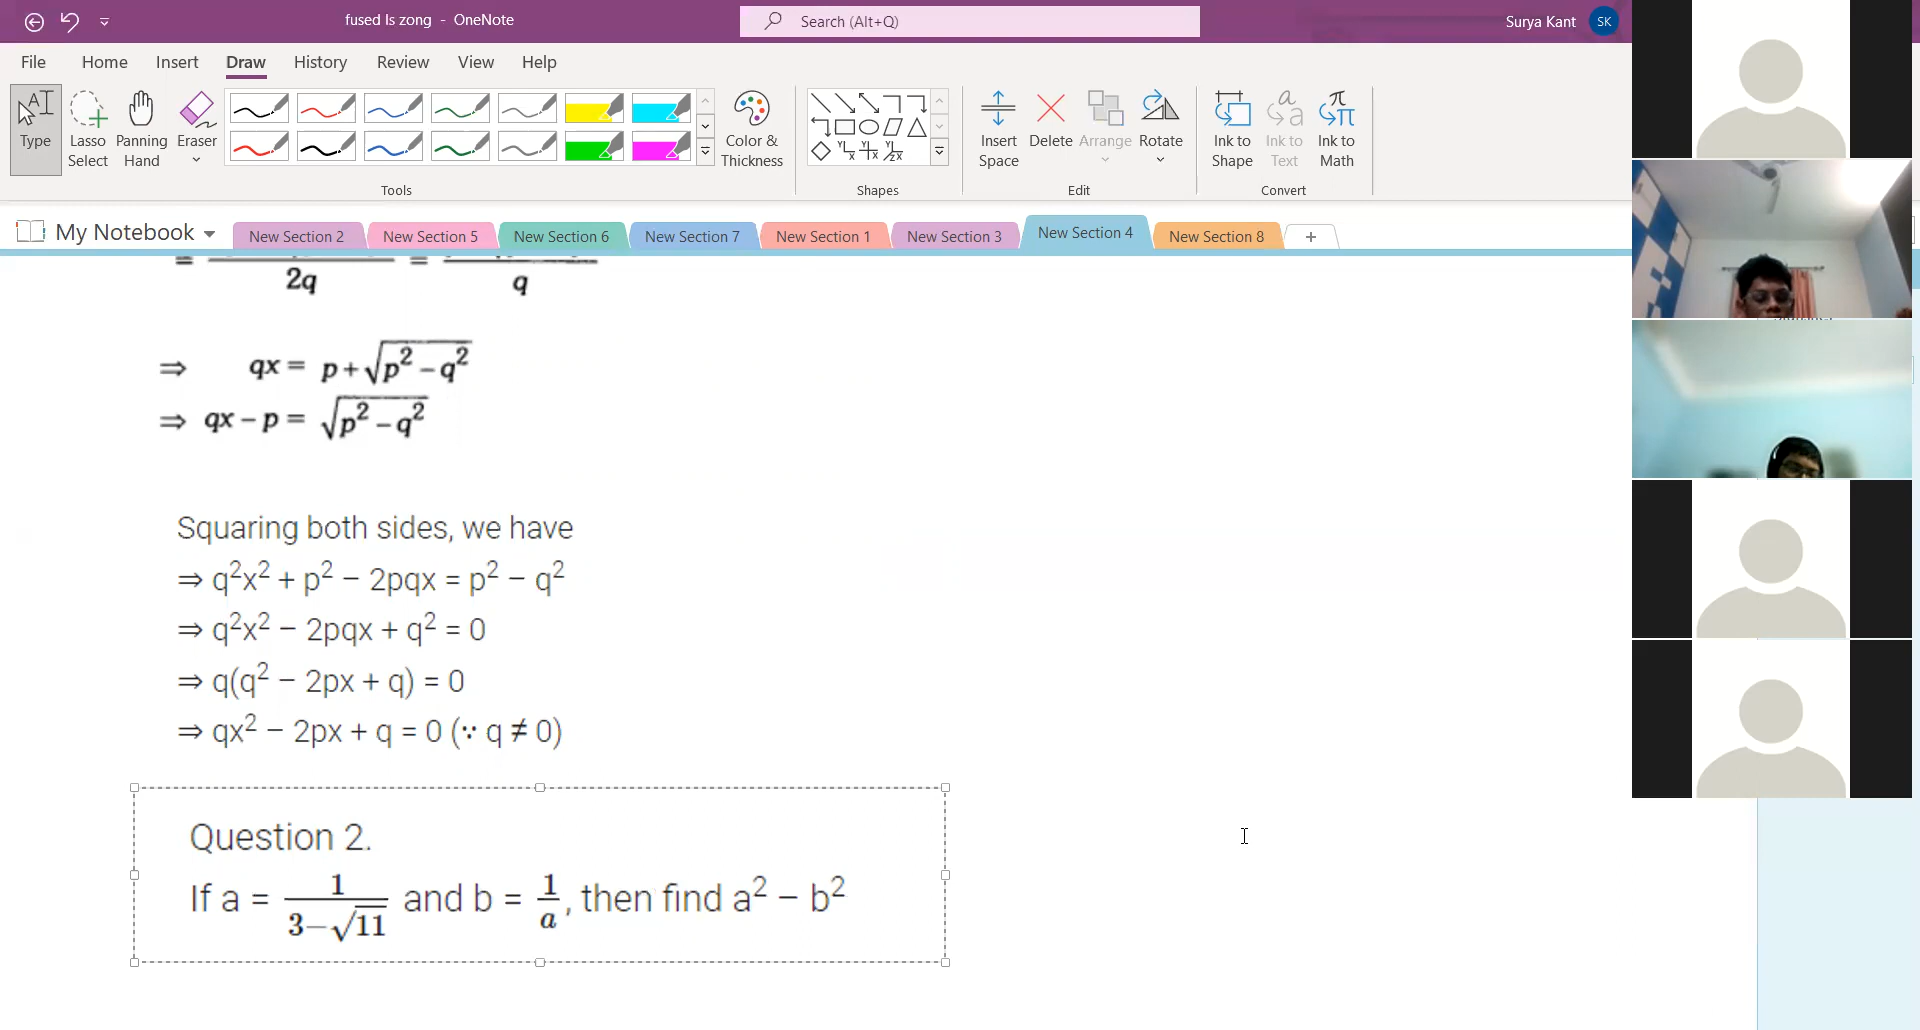 fused Is zong - OneNote
Search (Alt+Q)
Surya Kant SK
File Home Insert Draw History Review View Help
Type
Lasso Select
Panning Hand
Eraser
Color & Thickness
Insert Space
Delete
Arrange
Rotate
Ink to Shape
Ink to Text
Ink to Math
Tools Shapes Edit Convert
My Notebook New Section 2 New Section 5 New Section 6 New Section 7 New Section 1 New Section 3 New Section 4 New Section 8 +
= 2q = q
⇒ qx = p + √(p² − q²)
⇒ qx − p = √(p² − q²)
Squaring both sides, we have
⇒ q²x² + p² − 2pqx = p² − q²
⇒ q²x² − 2pqx + q² = 0
⇒ q(q² − 2px + q) = 0
⇒ qx² − 2px + q = 0 (∵ q ≠ 0)
Question 2.
If a = 1/(3−√11) and b = 1/a, then find a² − b²